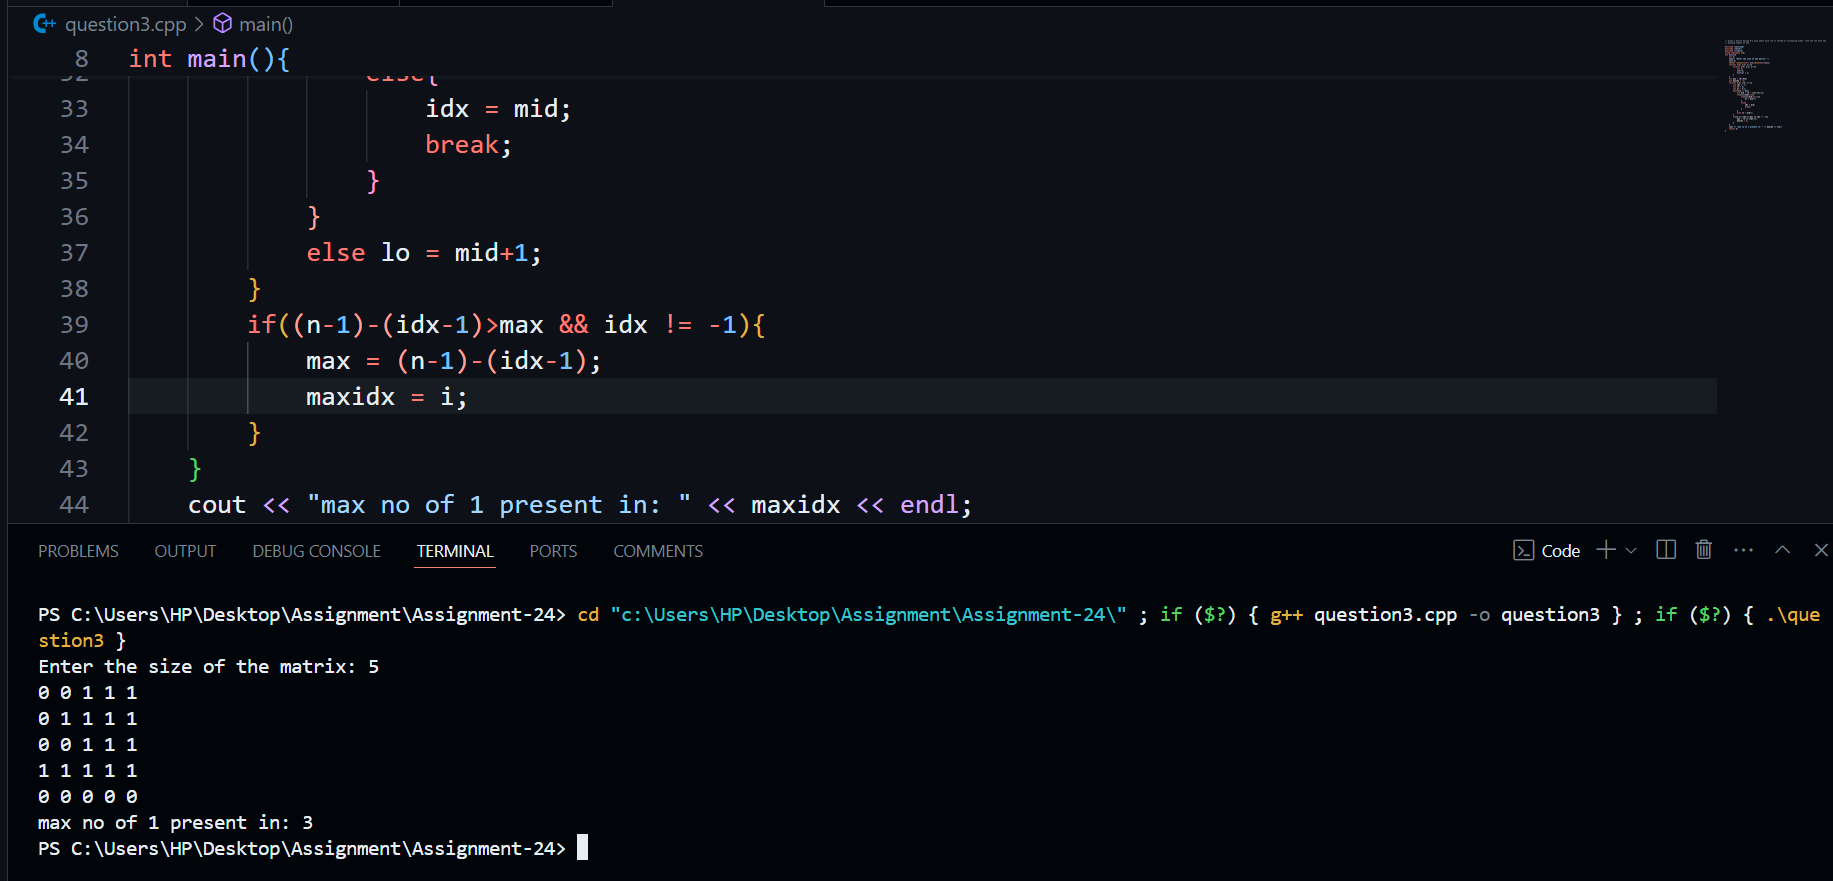 question3.cpp > main()
8 int main(){
32 else{
33 idx = mid;
34 break;
35 }
36 }
37 else lo = mid+1;
38 }
39 if((n-1)-(idx-1)>max && idx != -1){
40 max = (n-1)-(idx-1);
41 maxidx = i;
42 }
43 }
44 cout << "max no of 1 present in: " << maxidx << endl;
PROBLEMS OUTPUT DEBUG CONSOLE TERMINAL PORTS COMMENTS Code
PS C:\Users\HP\Desktop\Assignment\Assignment-24> cd "c:\Users\HP\Desktop\Assignment\Assignment-24\" ; if ($?) { g++ question3.cpp -o question3 } ; if ($?) { .\que
stion3 }
Enter the size of the matrix: 5
0 0 1 1 1
0 1 1 1 1
0 0 1 1 1
1 1 1 1 1
0 0 0 0 0
max no of 1 present in: 3
PS C:\Users\HP\Desktop\Assignment\Assignment-24>